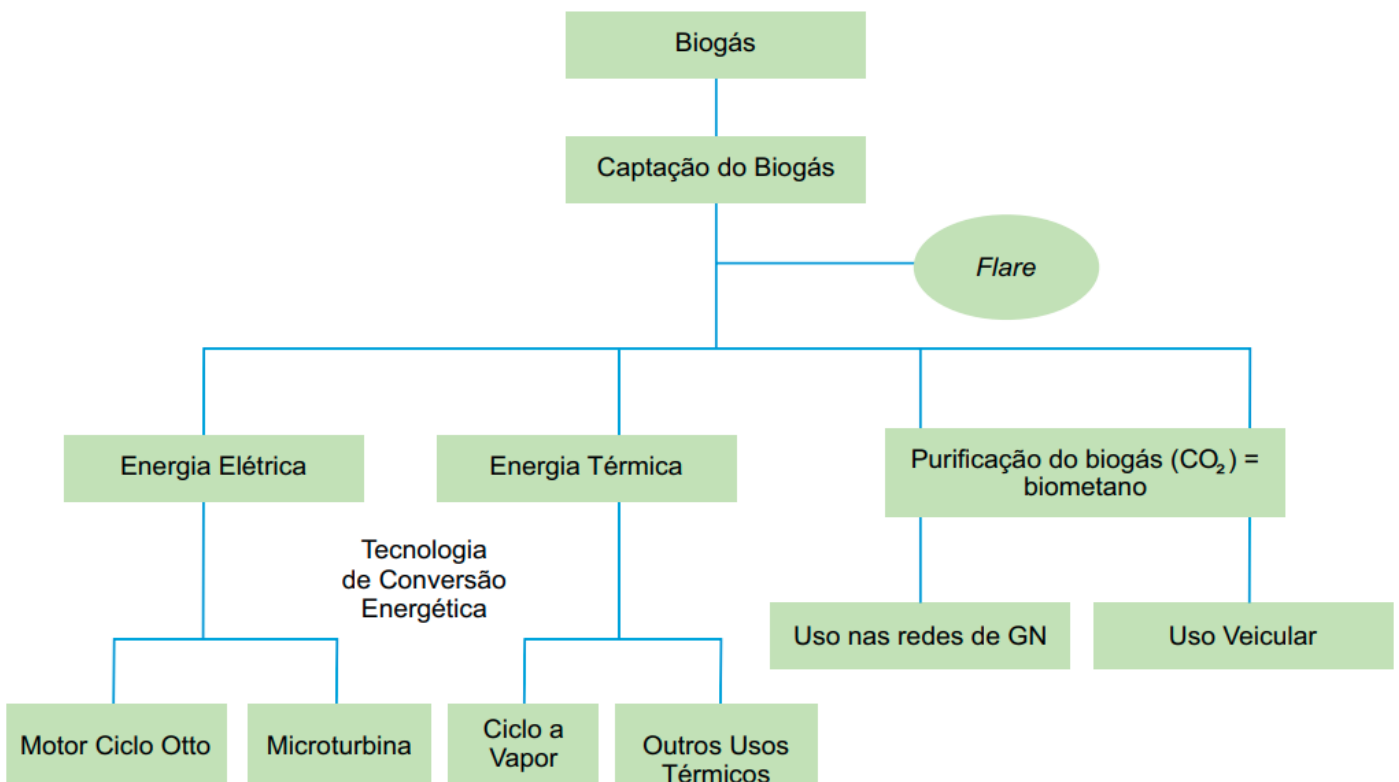 Biogás
Captação do Biogás
Flare
Energia Elétrica
Energia Térmica
Purificação do biogás (CO₂) =
biometano
Tecnologia
de Conversão
Energética
Uso nas redes de GN
Uso Veicular
Motor Ciclo Otto
Microturbina
Ciclo a
Vapor
Outros Usos
Térmicos